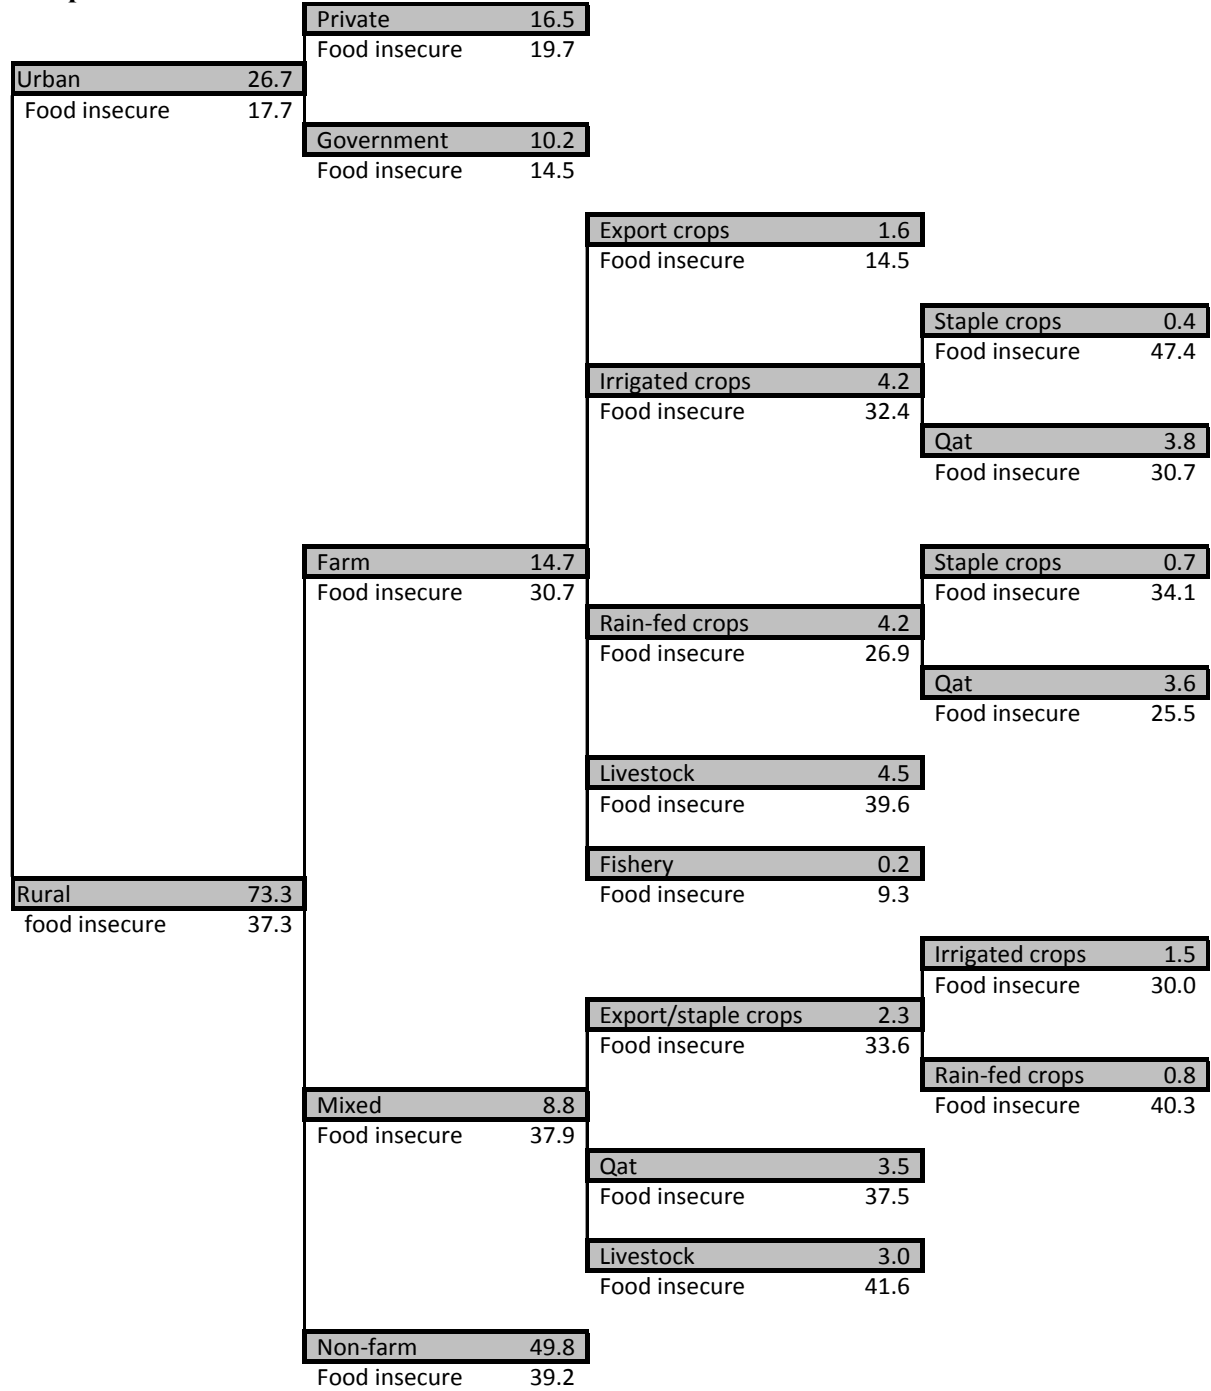 Private 16.5
Food insecure 19.7
Urban 26.7
Food insecure 17.7
Government 10.2
Food insecure 14.5
Export crops 1.6
Food insecure 14.5
Staple crops 0.4
Food insecure 47.4
Irrigated crops 4.2
Food insecure 32.4
Qat 3.8
Food insecure 30.7
Farm 14.7
Food insecure 30.7
Staple crops 0.7
Food insecure 34.1
Rain-fed crops 4.2
Food insecure 26.9
Qat 3.6
Food insecure 25.5
Livestock 4.5
Food insecure 39.6
Fishery 0.2
Food insecure 9.3
Rural 73.3
food insecure 37.3
Irrigated crops 1.5
Food insecure 30.0
Export/staple crops 2.3
Food insecure 33.6
Rain-fed crops 0.8
Food insecure 40.3
Mixed 8.8
Food insecure 37.9
Qat 3.5
Food insecure 37.5
Livestock 3.0
Food insecure 41.6
Non-farm 49.8
Food insecure 39.2